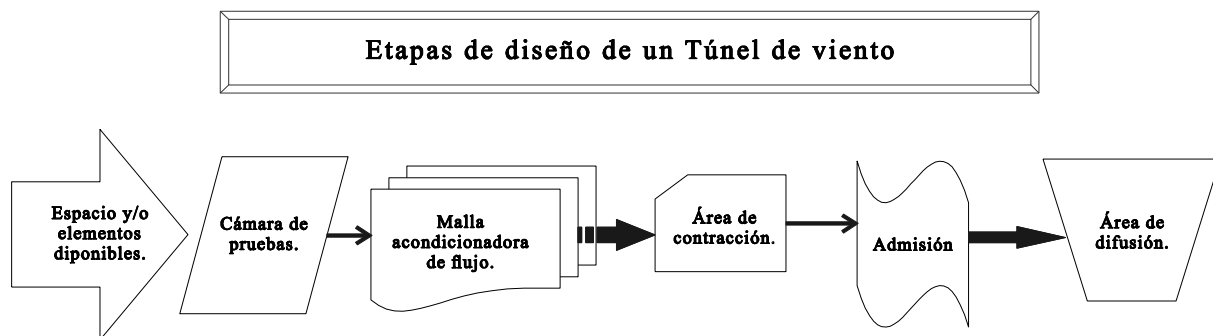 Etapas de diseño de un Túnel de viento
Espacio y/o
elementos
diponibles.
Cámara de
pruebas.
Malla
acondicionadora
de flujo.
Área de
contracción.
Admisión
Área de
difusión.